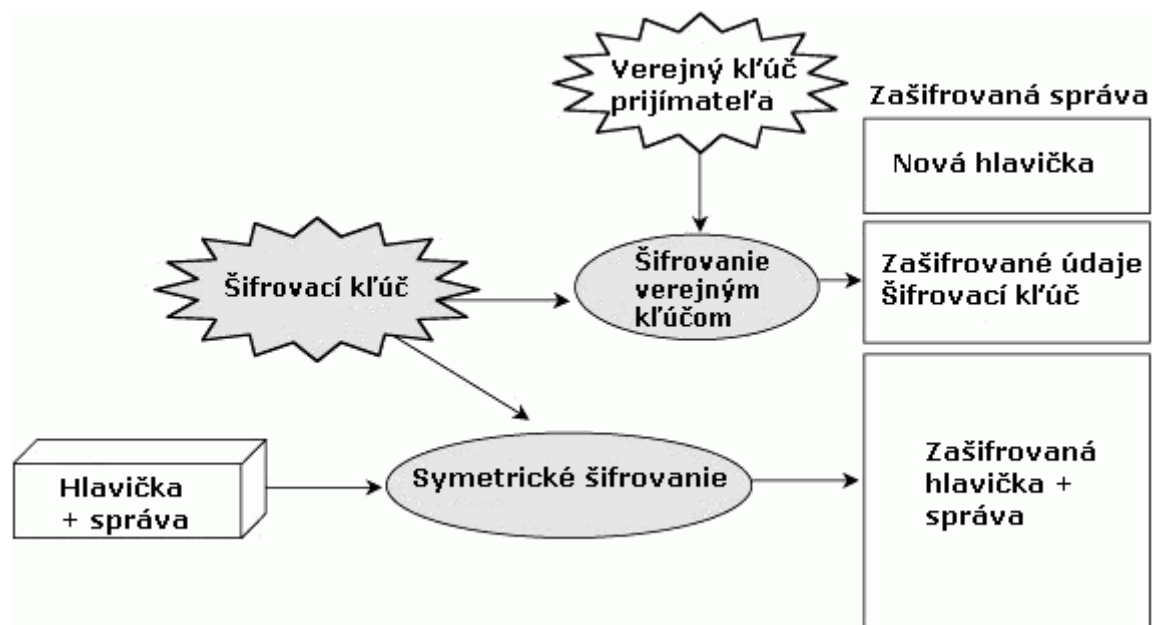 Verejný kľúč
prijímateľa
Zašifrovaná správa
Nová hlavička
Šifrovací kľúč
Šifrovanie
verejným
kľúčom
Zašifrované údaje
Šifrovací kľúč
Hlavička
+ správa
Symetrické šifrovanie
Zašifrovaná
hlavička +
správa